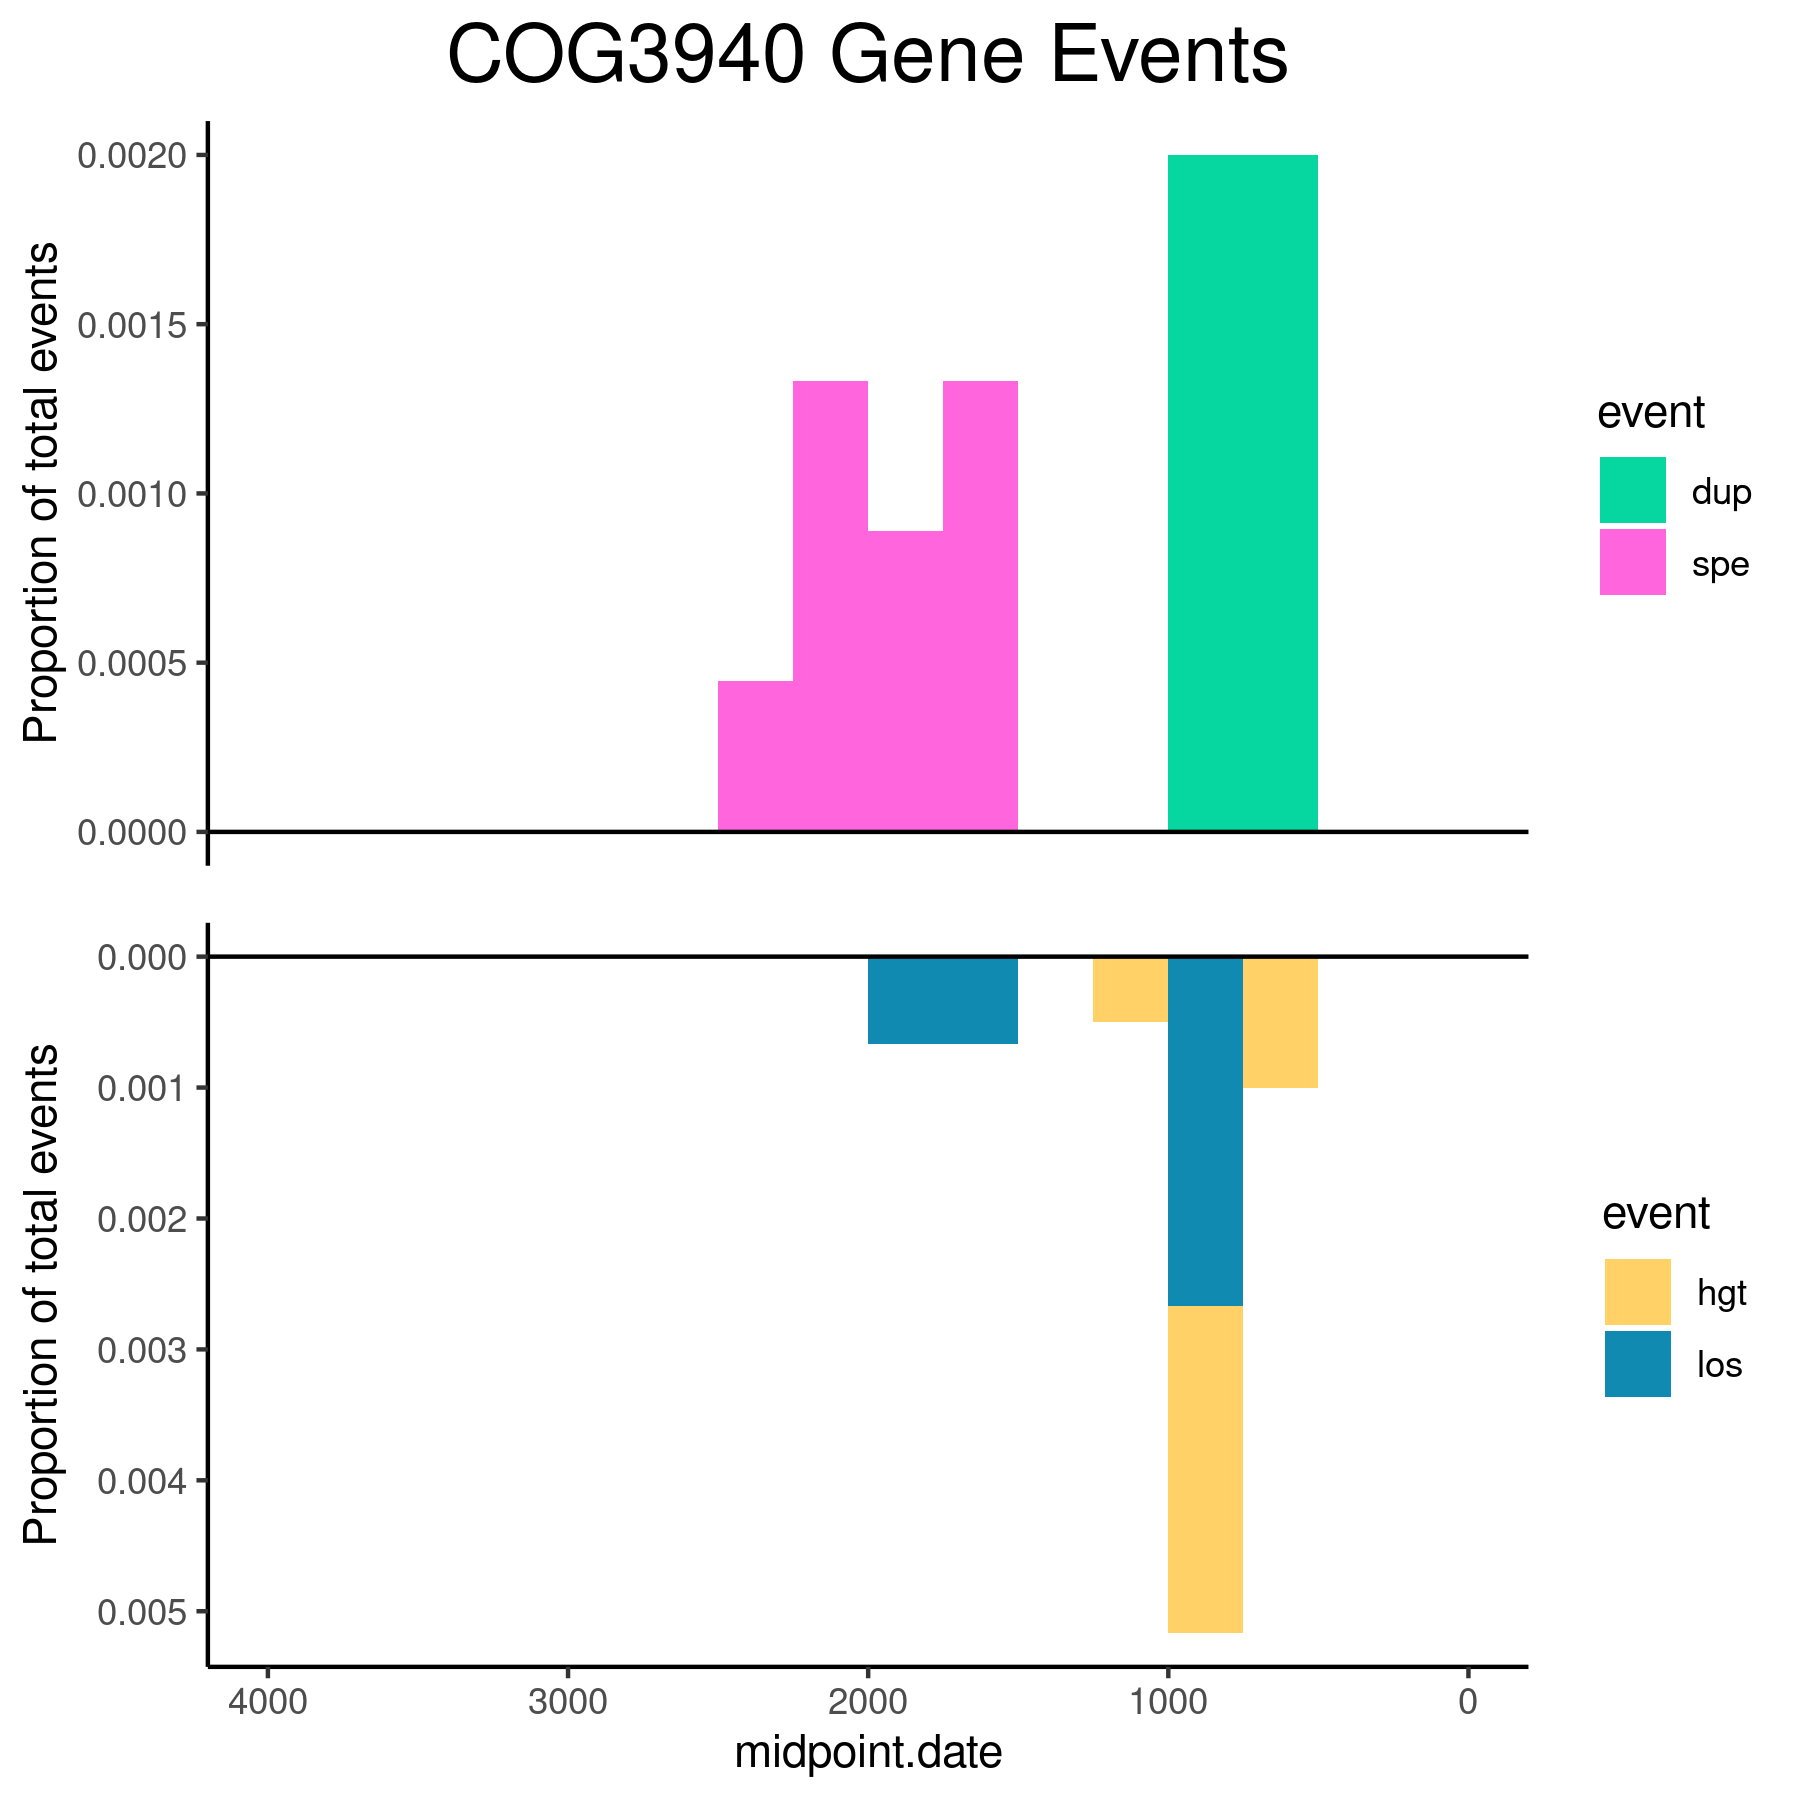 COG3940 Gene Events
Proportion of total events
0.0020
0.0015
0.0010
0.0005
0.0000
event
dup
spe
Proportion of total events
0.000
0.001
0.002
0.003
0.004
0.005
event
hgt
los
4000 3000 2000 1000 0
midpoint.date